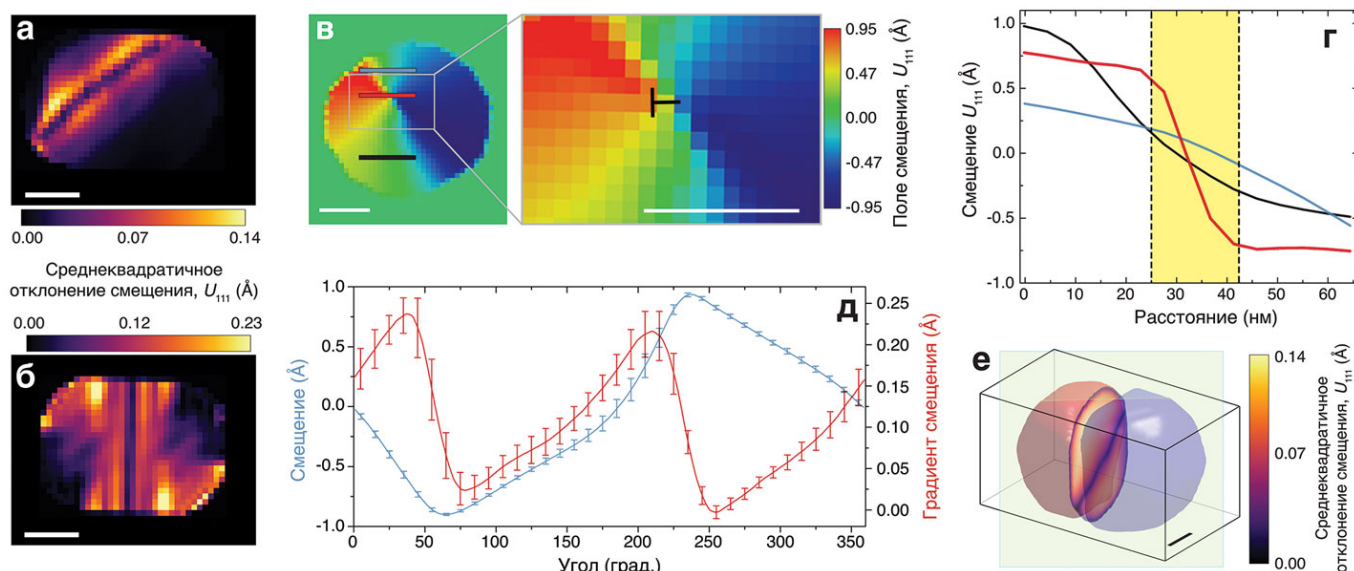 а
0.00 0.07 0.14
Среднеквадратичное
отклонение смещения, U111 (Å)
0.00 0.12 0.23
б
в
0.95
0.47
0.00
-0.47
-0.95
Поле смещения, U111 (Å)
г
1.0
0.5
0.0
-0.5
1.0
Смещение U111 (Å)
0 10 20 30 40 50 60
Расстояние (нм)
д
1.0
0.5
0.0
-0.5
-1.0
Смещение (Å)
0.25
0.20
0.15
0.10
0.05
0.00
Градиент смещения (Å)
0 50 100 150 200 250 300 350
Угол (град.)
е
0.14
0.07
0.00
Среднеквадратичное
отклонение смещения, U111 (Å)